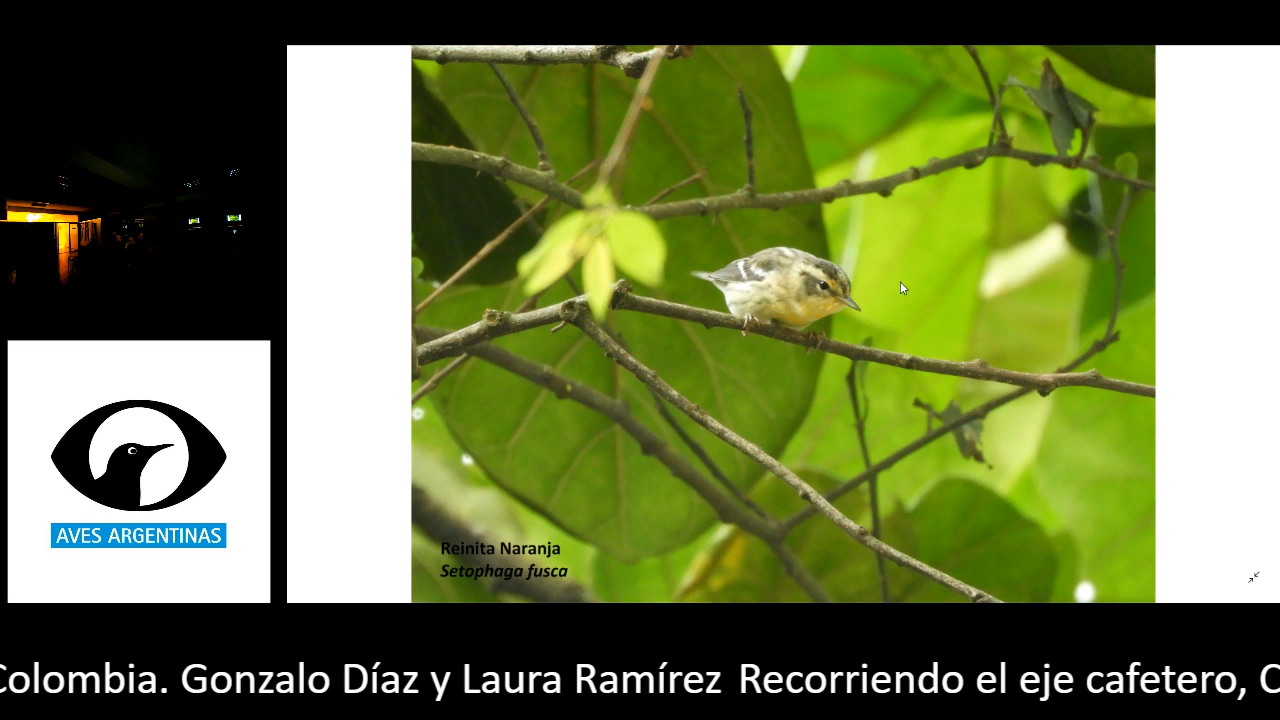 AVES ARGENTINAS
Reinita Naranja
Setophaga fusca
Colombia. Gonzalo Díaz y Laura Ramírez Recorriendo el eje cafetero, C